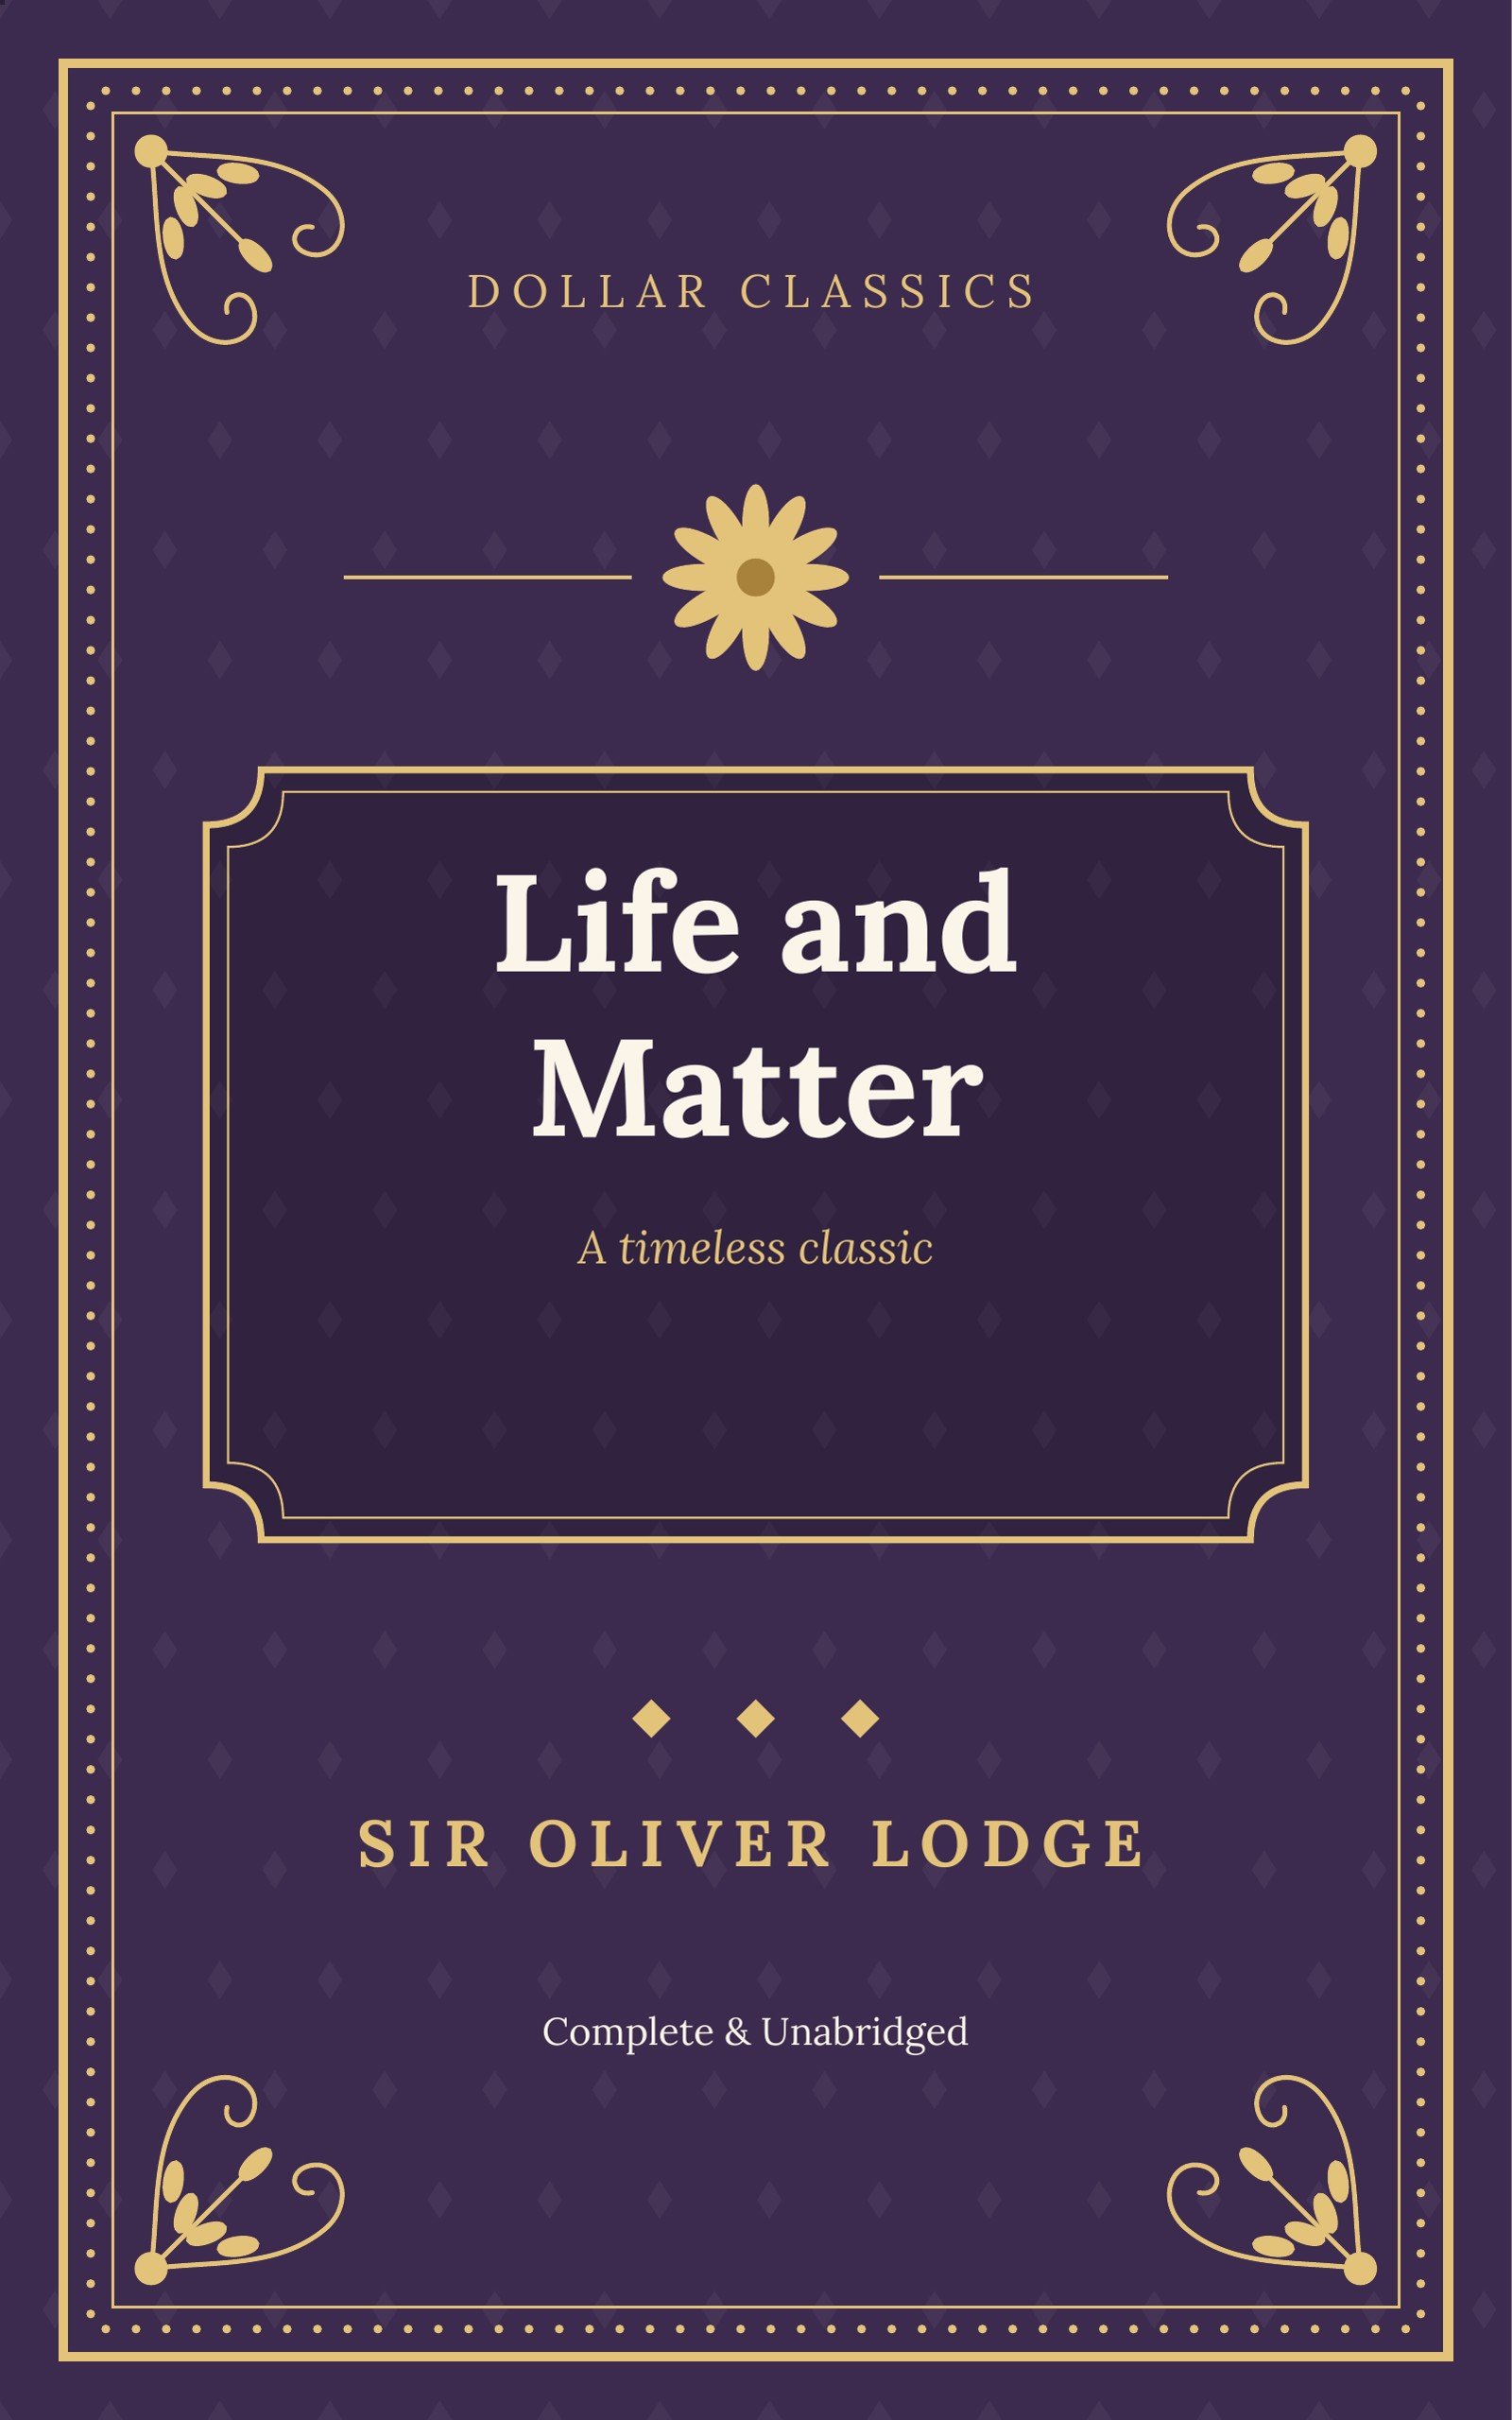 DOLLAR CLASSICS
Life and
Matter
A timeless classic
SIR OLIVER LODGE
Complete & Unabridged